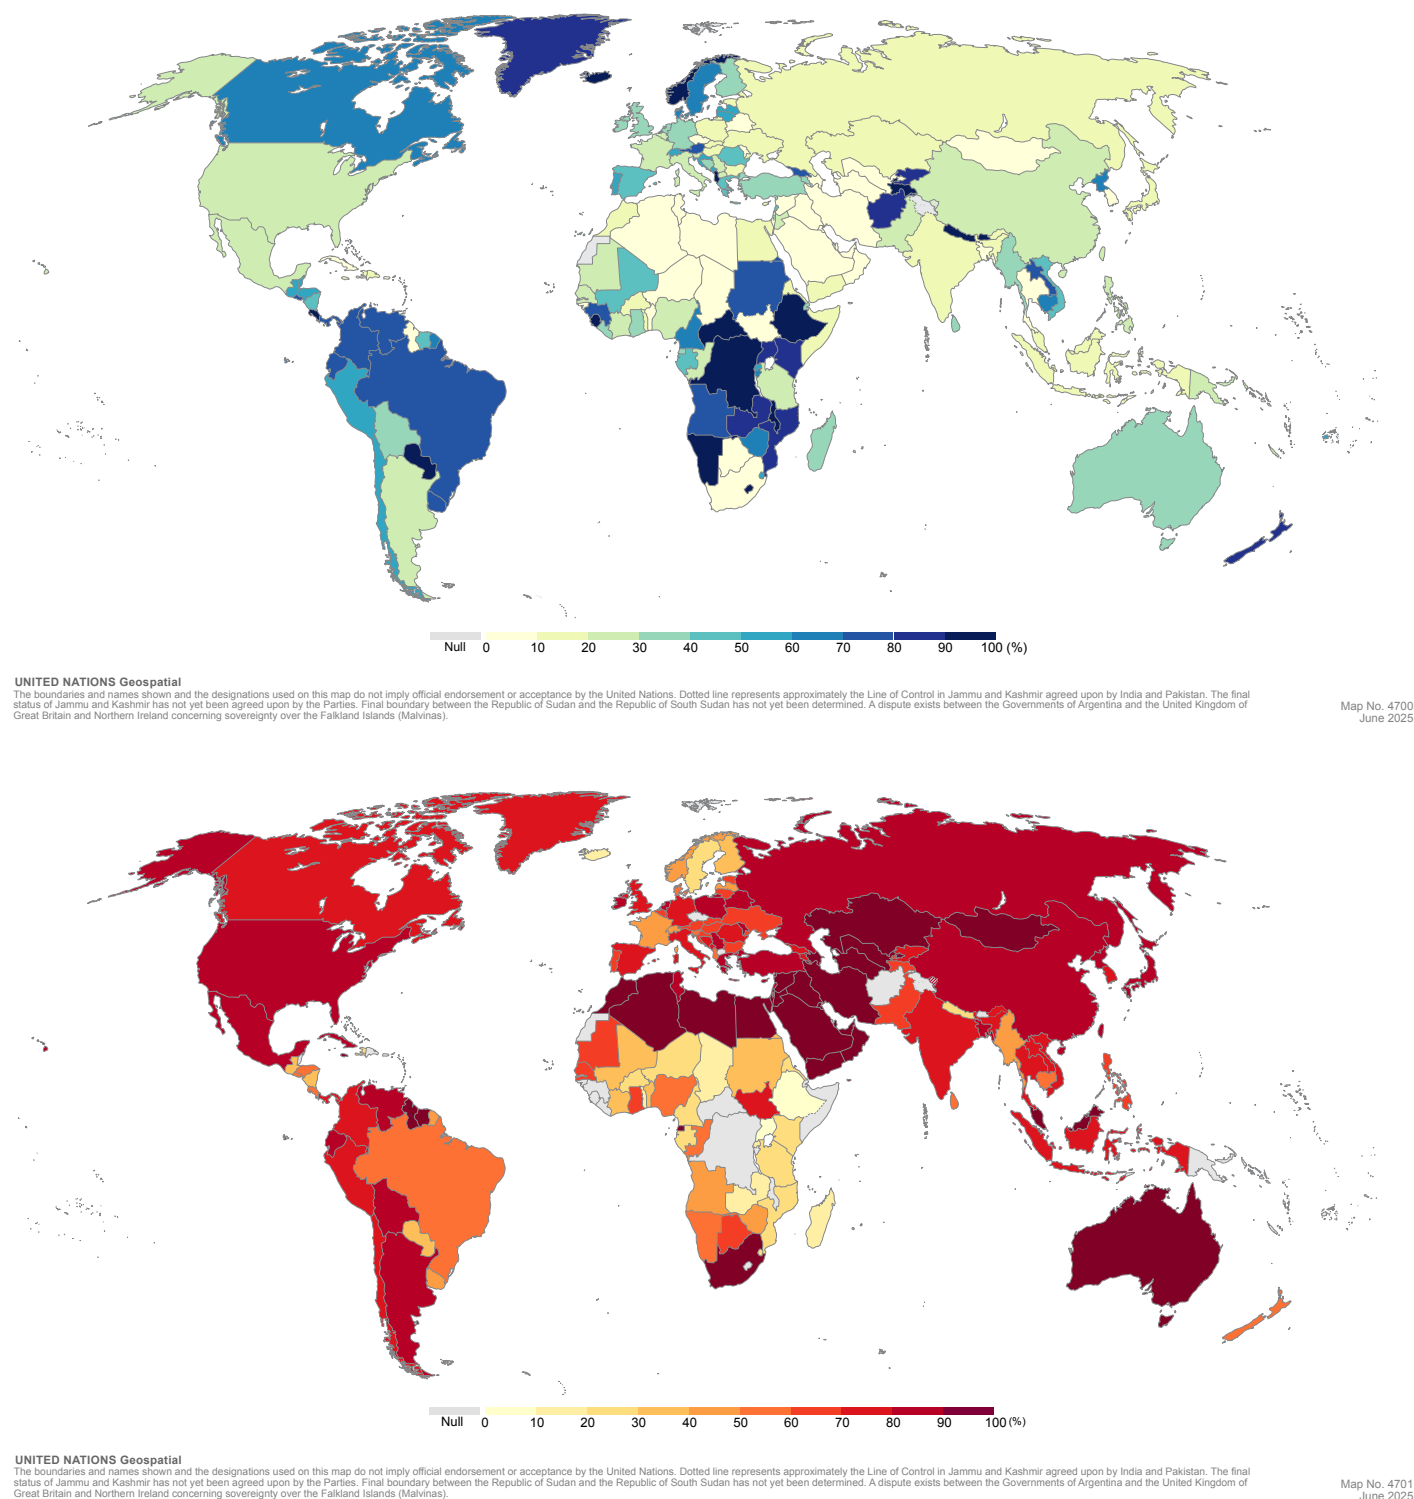 Null 0 10 20 30 40 50 60 70 80 90 100 (%)
UNITED NATIONS Geospatial
The boundaries and names shown and the designations used on this map do not imply official endorsement or acceptance by the United Nations. Dotted line represents approximately the Line of Control in Jammu and Kashmir agreed upon by India and Pakistan. The final
status of Jammu and Kashmir has not yet been agreed upon by the Parties. Final boundary between the Republic of Sudan and the Republic of South Sudan has not yet been determined. A dispute exists between the Governments of Argentina and the United Kingdom of
Great Britain and Northern Ireland concerning sovereignty over the Falkland Islands (Malvinas).
Map No. 4700
June 2025
Null 0 10 20 30 40 50 60 70 80 90 100 (%)
UNITED NATIONS Geospatial
The boundaries and names shown and the designations used on this map do not imply official endorsement or acceptance by the United Nations. Dotted line represents approximately the Line of Control in Jammu and Kashmir agreed upon by India and Pakistan. The final
status of Jammu and Kashmir has not yet been agreed upon by the Parties. Final boundary between the Republic of Sudan and the Republic of South Sudan has not yet been determined. A dispute exists between the Governments of Argentina and the United Kingdom of
Great Britain and Northern Ireland concerning sovereignty over the Falkland Islands (Malvinas).
Map No. 4701
June 2025